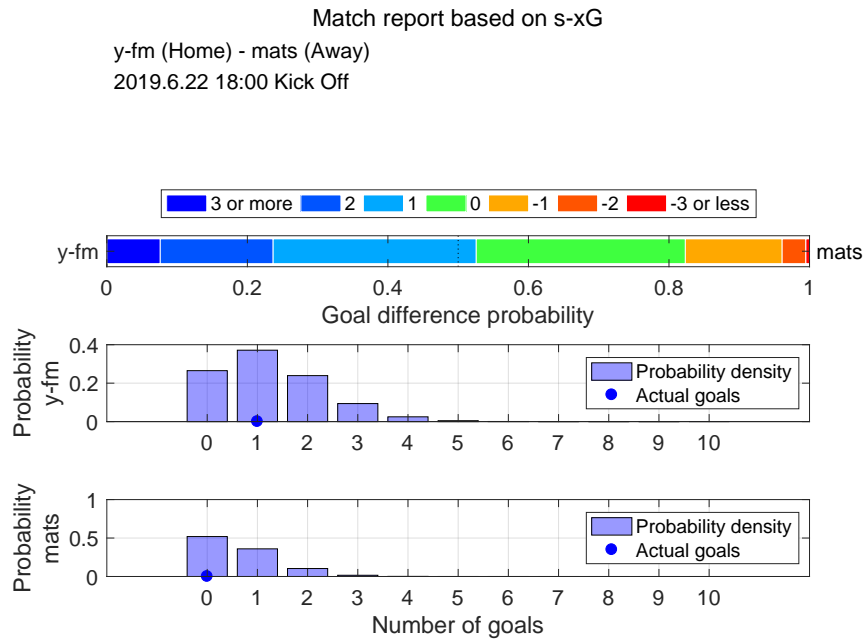 Match report based on s-xG
y-fm (Home) - mats (Away)
2019.6.22 18:00 Kick Off
3 or more 2 1 0 -1 -2 -3 or less
y-fm mats
0 0.2 0.4 0.6 0.8 1
Goal difference probability
Probability
y-fm
0.4
0.2
0
Probability density
Actual goals
0 1 2 3 4 5 6 7 8 9 10
Probability
mats
1
0.5
0
Probability density
Actual goals
0 1 2 3 4 5 6 7 8 9 10
Number of goals